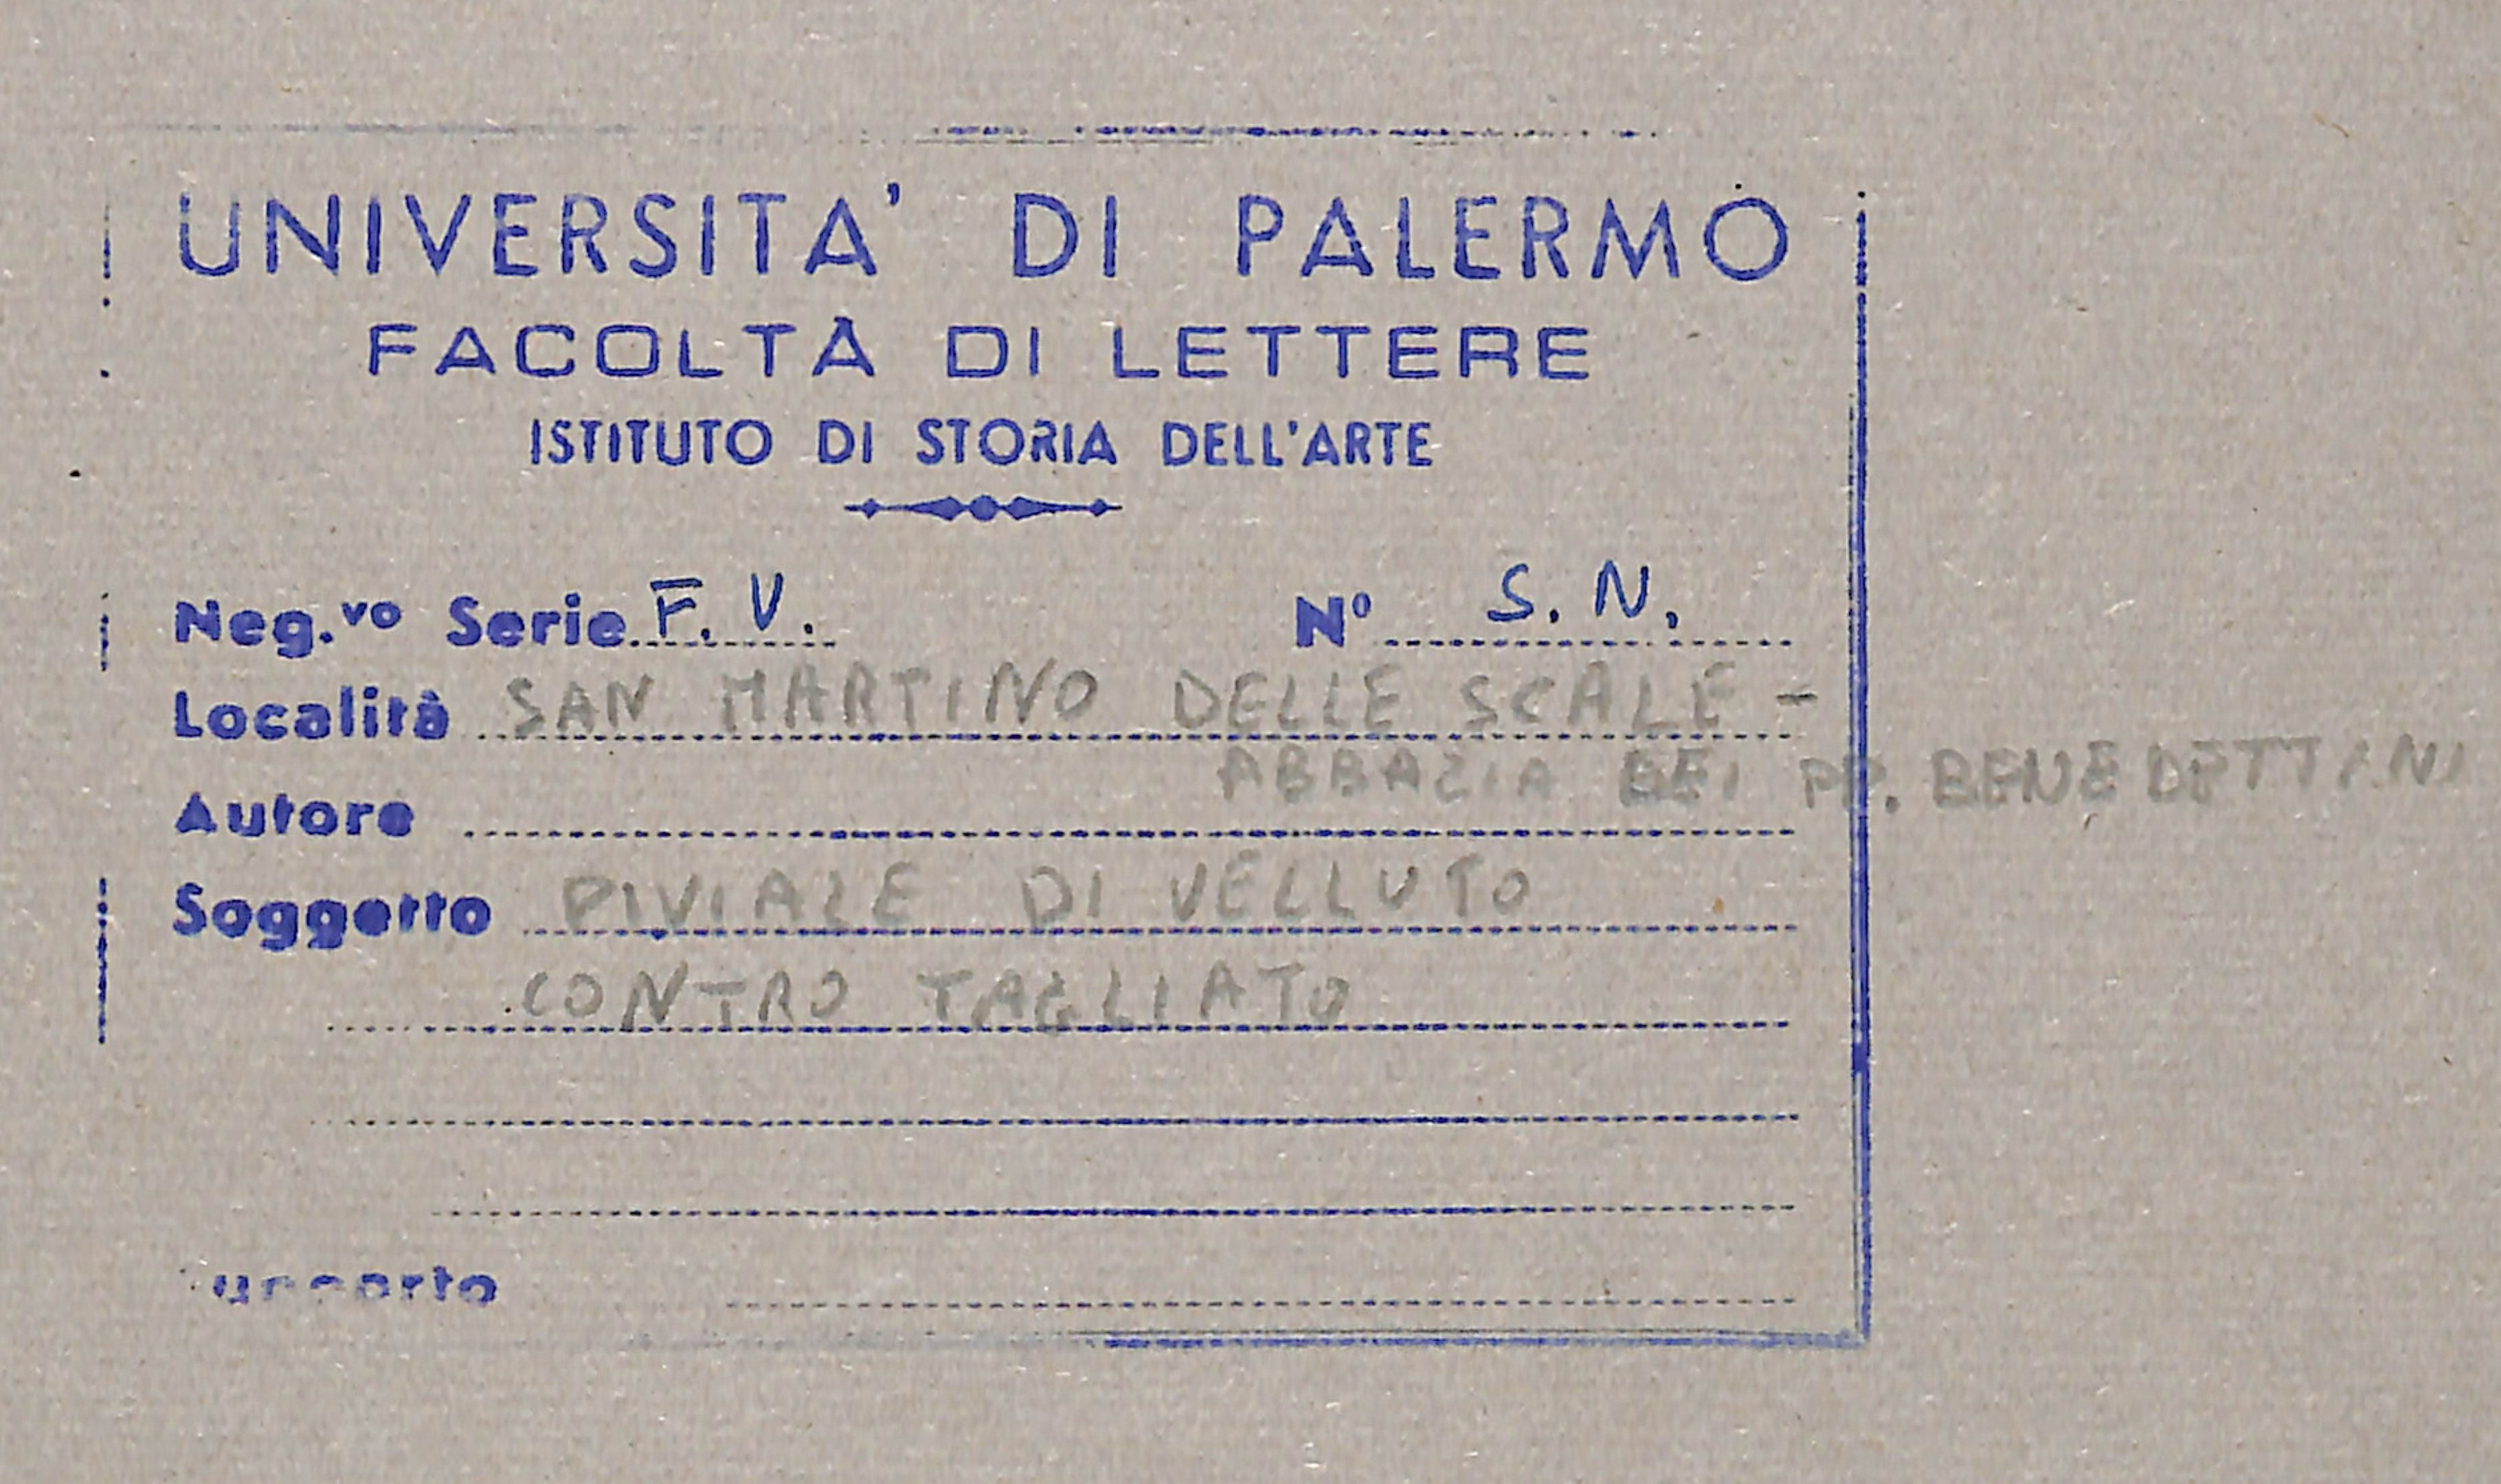 UNIVERSITA' DI PALERMO
FACOLTÀ DI LETTERE
ISTITUTO DI STORIA DELL'ARTE
Neg.vo Serie F. V. N° S. N.
Località SAN MARTINO DELLE SCALE -
ABBAZIA DEI PP. BENEDETTINI
Autore
Soggetto PIVIALE DI VELLUTO
CONTRO TAGLIATO